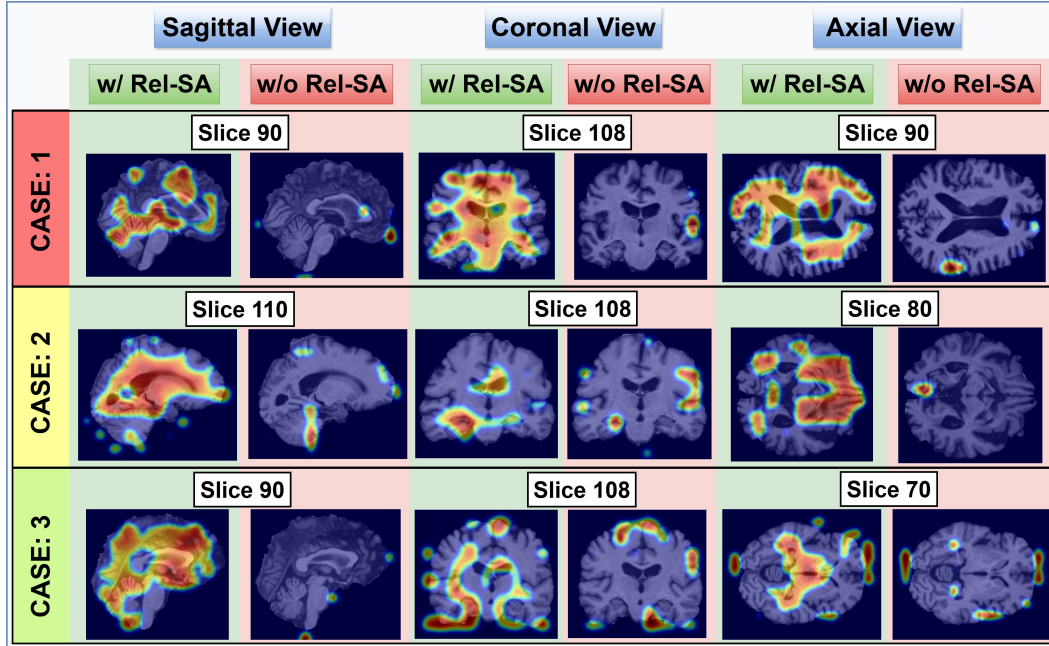 Sagittal View Coronal View Axial View
w/ Rel-SA w/o Rel-SA w/ Rel-SA w/o Rel-SA w/ Rel-SA w/o Rel-SA
CASE: 1
Slice 90 Slice 108 Slice 90
CASE: 2
Slice 110 Slice 108 Slice 80
CASE: 3
Slice 90 Slice 108 Slice 70